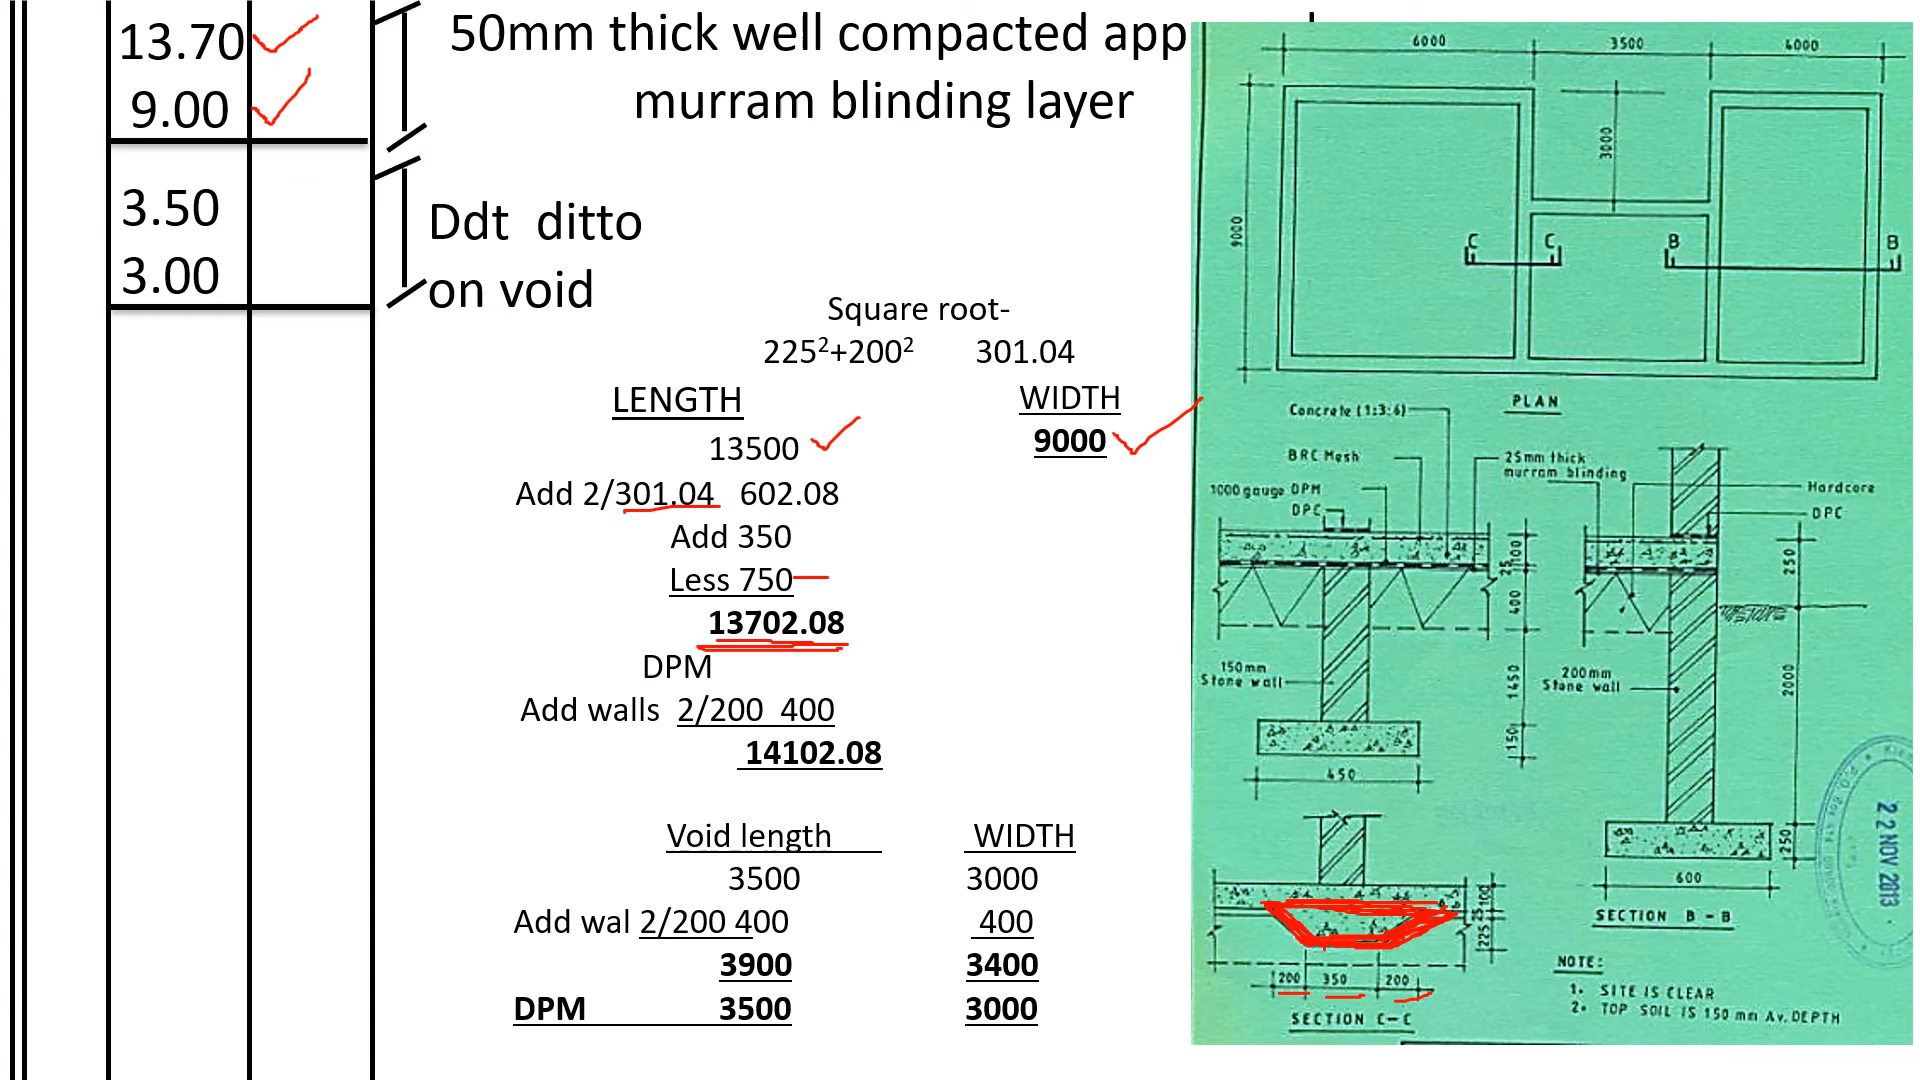 13.70
9.00
50mm thick well compacted app
murram blinding layer
3.50
3.00
Ddt ditto
on void
Square root-
225²+200² 301.04
LENGTH WIDTH
13500 9000
Add 2/301.04 602.08
Add 350
Less 750
13702.08
DPM
Add walls 2/200 400
14102.08
Void length WIDTH
3500 3000
Add wal 2/200 400 400
3900 3400
DPM 3500 3000
6000 3500 4000
3000
9000
C C B B
PLAN
Concrete (1:3:6)
BRC Mesh
25mm thick
murram blinding
1000 gauge DPM
DPC
Hardcore
DPC
25 100
400
250
150mm
Stone wall
1450
200mm
Stone wall
2000
150
450
250
600
SECTION B-B
100
25
225
200 350 200
SECTION C-C
NOTE:
1. SITE IS CLEAR
2. TOP SOIL IS 150 mm Av. DEPTH
22 NOV 2013